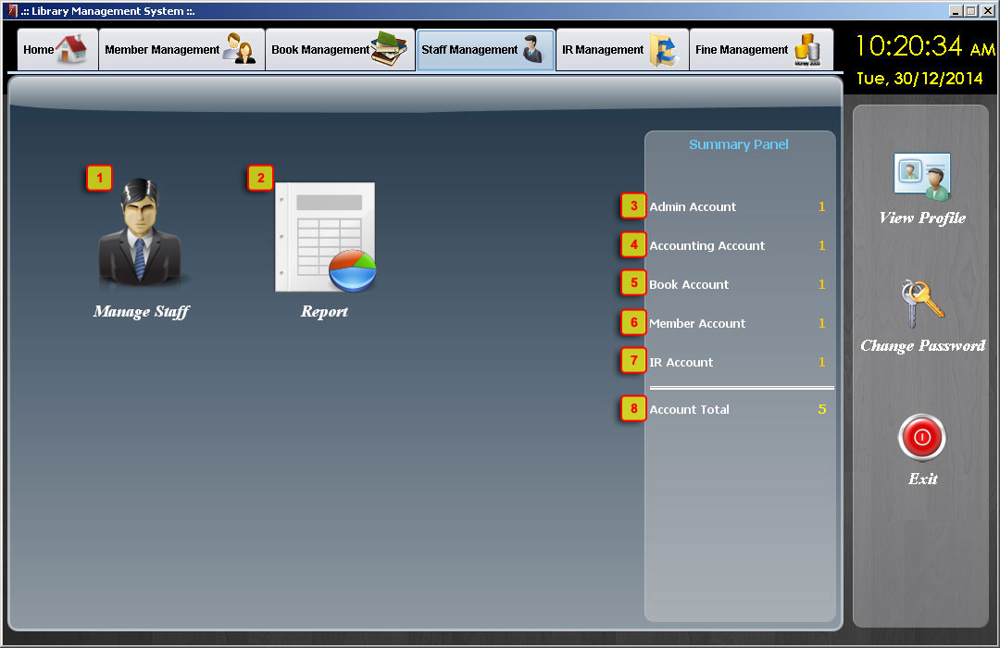 .:: Library Management System ::.
Home
Member Management
Book Management
Staff Management
IR Management
Fine Management
10:20:34 AM
Tue, 30/12/2014
Summary Panel
1
2
Manage Staff
Report
3 Admin Account 1
4 Accounting Account 1
5 Book Account 1
6 Member Account 1
7 IR Account 1
8 Account Total 5
View Profile
Change Password
Exit